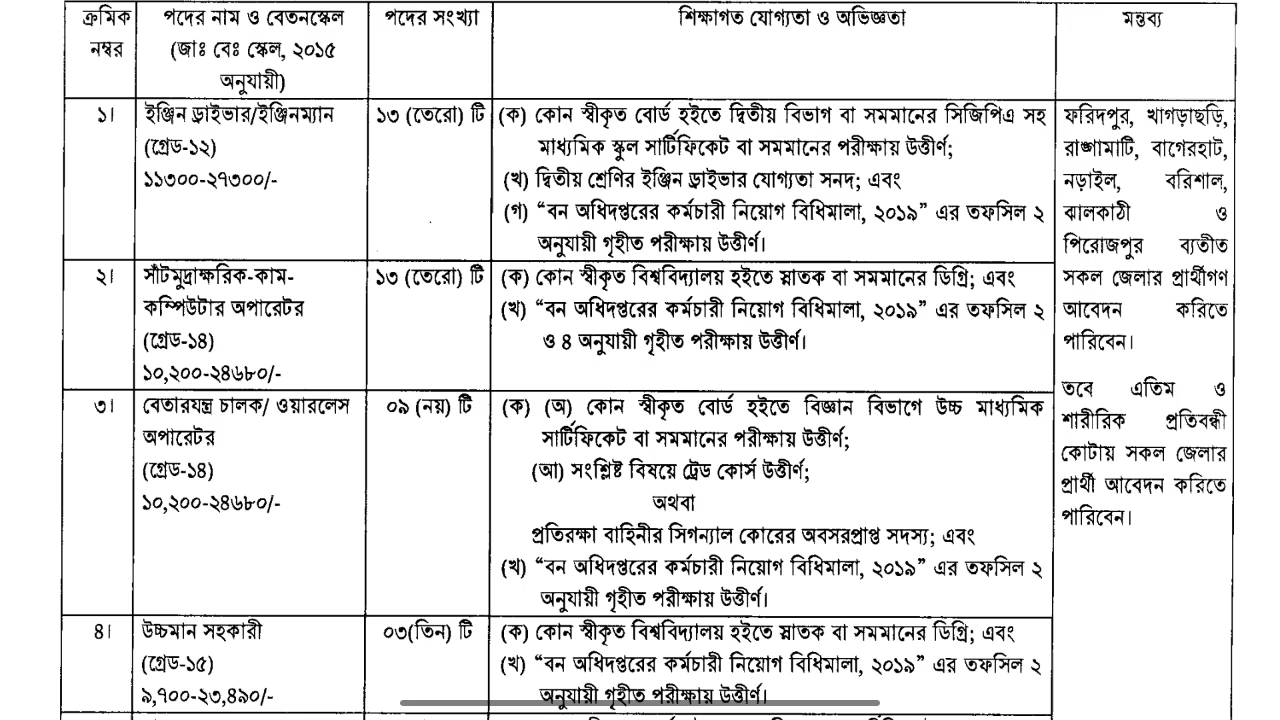 ক্রমিক নম্বর
পদের নাম ও বেতনস্কেল
(জাঃ বেঃ স্কেল, ২০১৫
অনুযায়ী)
পদের সংখ্যা
শিক্ষাগত যোগ্যতা ও অভিজ্ঞতা
মন্তব্য
১।
ইঞ্জিন ড্রাইভার/ইঞ্জিনম্যান
(গ্রেড-১২)
১১৩০০-২৭৩০০/-
১৩ (তেরো) টি
(ক) কোন স্বীকৃত বোর্ড হইতে দ্বিতীয় বিভাগ বা সমমানের সিজিপিএ সহ
মাধ্যমিক স্কুল সার্টিফিকেট বা সমমানের পরীক্ষায় উত্তীর্ণ;
(খ) দ্বিতীয় শ্রেণির ইঞ্জিন ড্রাইভার যোগ্যতা সনদ; এবং
(গ) “বন অধিদপ্তরের কর্মচারী নিয়োগ বিধিমালা, ২০১৯” এর তফসিল ২
অনুযায়ী গৃহীত পরীক্ষায় উত্তীর্ণ।
ফরিদপুর, খাগড়াছড়ি,
রাঙ্গামাটি, বাগেরহাট,
নড়াইল, বরিশাল,
ঝালকাঠী ও
পিরোজপুর ব্যতীত
সকল জেলার প্রার্থীগণ
আবেদন করিতে
পারিবেন।
তবে এতিম ও
শারীরিক প্রতিবন্ধী
কোটায় সকল জেলার
প্রার্থী আবেদন করিতে
পারিবেন।
২।
সাঁটমুদ্রাক্ষরিক-কাম-
কম্পিউটার অপারেটর
(গ্রেড-১৪)
১০,২০০-২৪৬৮০/-
১৩ (তেরো) টি
(ক) কোন স্বীকৃত বিশ্ববিদ্যালয় হইতে স্নাতক বা সমমানের ডিগ্রি; এবং
(খ) “বন অধিদপ্তরের কর্মচারী নিয়োগ বিধিমালা, ২০১৯” এর তফসিল ২
ও ৪ অনুযায়ী গৃহীত পরীক্ষায় উত্তীর্ণ।
৩।
বেতারযন্ত্র চালক/ ওয়ারলেস
অপারেটর
(গ্রেড-১৪)
১০,২০০-২৪৬৮০/-
০৯ (নয়) টি
(ক) (অ) কোন স্বীকৃত বোর্ড হইতে বিজ্ঞান বিভাগে উচ্চ মাধ্যমিক
সার্টিফিকেট বা সমমানের পরীক্ষায় উত্তীর্ণ;
(আ) সংশ্লিষ্ট বিষয়ে ট্রেড কোর্স উত্তীর্ণ;
অথবা
প্রতিরক্ষা বাহিনীর সিগন্যাল কোরের অবসরপ্রাপ্ত সদস্য; এবং
(খ) “বন অধিদপ্তরের কর্মচারী নিয়োগ বিধিমালা, ২০১৯” এর তফসিল ২
অনুযায়ী গৃহীত পরীক্ষায় উত্তীর্ণ।
৪।
উচ্চমান সহকারী
(গ্রেড-১৫)
৯,৭০০-২৩,৪৯০/-
০৩(তিন) টি
(ক) কোন স্বীকৃত বিশ্ববিদ্যালয় হইতে স্নাতক বা সমমানের ডিগ্রি; এবং
(খ) “বন অধিদপ্তরের কর্মচারী নিয়োগ বিধিমালা, ২০১৯” এর তফসিল ২
অনুযায়ী গৃহীত পরীক্ষায় উত্তীর্ণ।